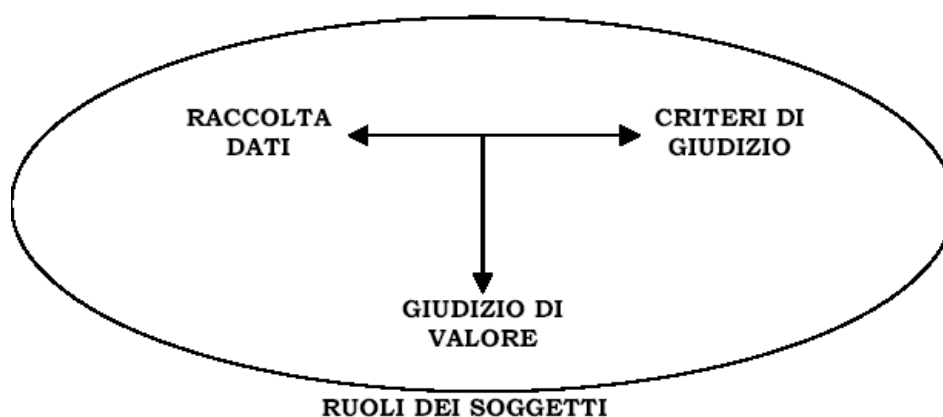 RACCOLTA
DATI
CRITERI DI
GIUDIZIO
GIUDIZIO DI
VALORE
RUOLI DEI SOGGETTI